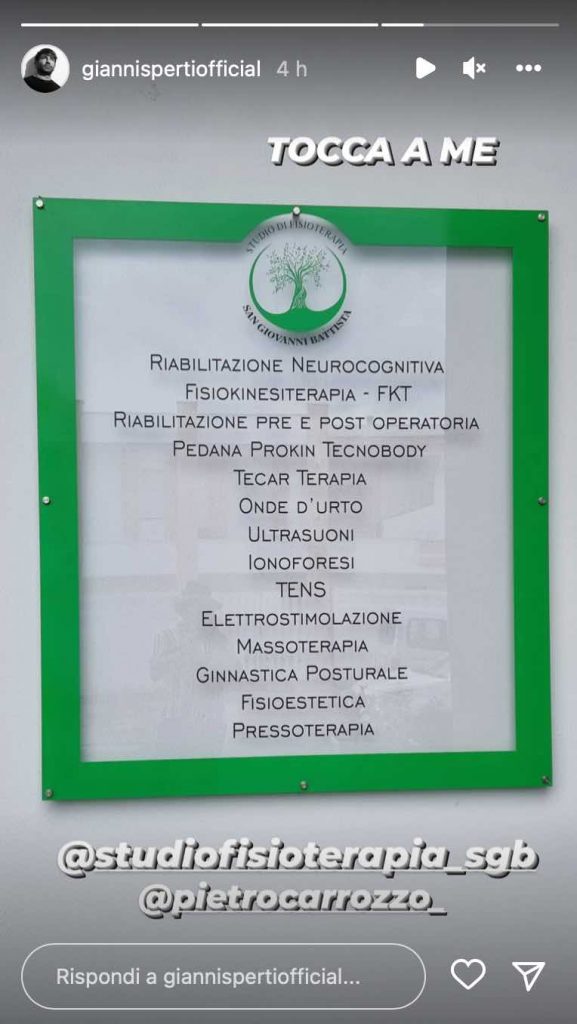 giannispertiofficial 4 h
TOCCA A ME
STUDIO DI FISIOTERAPIA
SAN GIOVANNI BATTISTA
RIABILITAZIONE NEUROCOGNITIVA
FISIOKINESITERAPIA - FKT
RIABILITAZIONE PRE E POST OPERATORIA
PEDANA PROKIN TECNOBODY
TECAR TERAPIA
ONDE D'URTO
ULTRASUONI
IONOFORESI
TENS
ELETTROSTIMOLAZIONE
MASSOTERAPIA
GINNASTICA POSTURALE
FISIOESTETICA
PRESSOTERAPIA
@studiofisioterapia_sgb
@pietrocarrozzo_
Rispondi a giannispertiofficial...